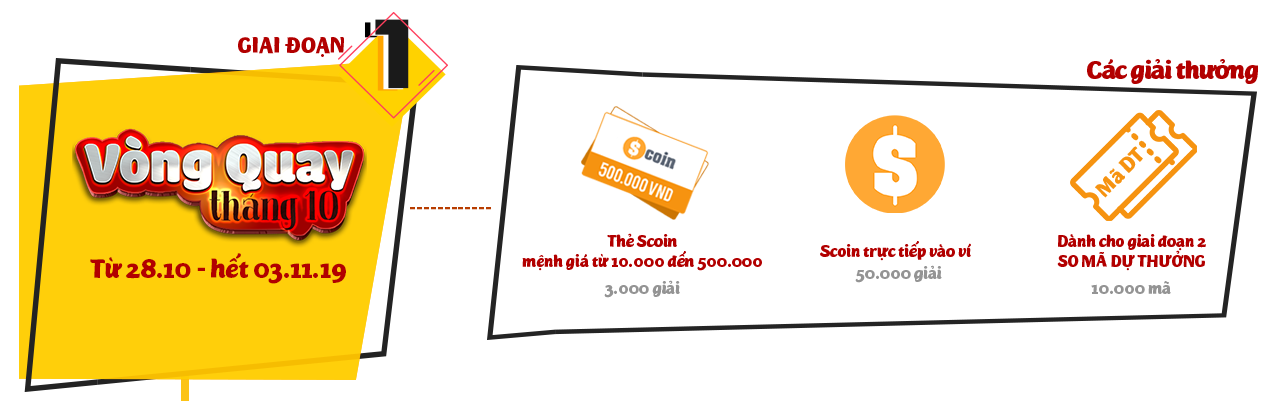 GIAI ĐOẠN
1
Vòng Quay
tháng 10
Từ 28.10 - hết 03.11.19
Các giải thưởng
$coin
500.000 VND
Thẻ Scoin
mệnh giá từ 10.000 đến 500.000
3.000 giải
$
Scoin trực tiếp vào ví
50.000 giải
Mã DT
Dành cho giai đoạn 2
SO MÃ DỰ THƯỞNG
10.000 mã